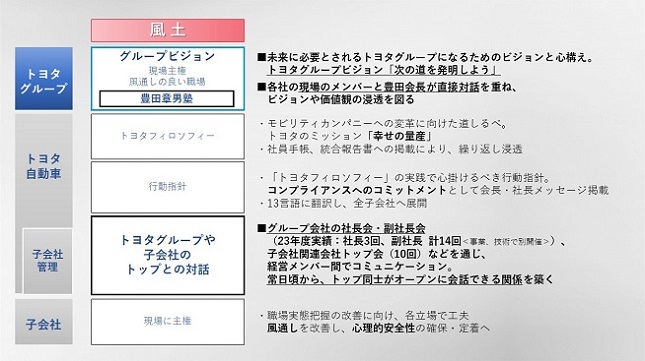 風土
トヨタ
グループ
グループビジョン
現場主権
風通しの良い職場
豊田章男塾
■未来に必要とされるトヨタグループになるためのビジョンと心構え。
トヨタグループビジョン「次の道を発明しよう」
■各社の現場のメンバーと豊田会長が直接対話を重ね、
ビジョンや価値観の浸透を図る
トヨタ
自動車
トヨタフィロソフィー
・モビリティカンパニーへの変革に向けた道しるべ。
トヨタのミッション「幸せの量産」
・社員手帳、統合報告書への掲載により、繰り返し浸透
行動指針
・「トヨタフィロソフィー」の実践で心掛けるべき行動指針。
コンプライアンスへのコミットメントとして会長・社長メッセージ掲載
・13言語に翻訳し、全子会社へ展開
子会社
管理
トヨタグループや
子会社の
トップとの対話
■グループ会社の社長会・副社長会
（23年度実績：社長3回、副社長 計14回＜事業、技術で別開催＞）、
子会社関連会社トップ会（10回）などを通じ、
経営メンバー間でコミュニケーション。
常日頃から、トップ同士がオープンに会話できる関係を築く
子会社
現場に主権
・職場実態把握の改善に向け、各立場で工夫
風通しを改善し、心理的安全性の確保・定着へ